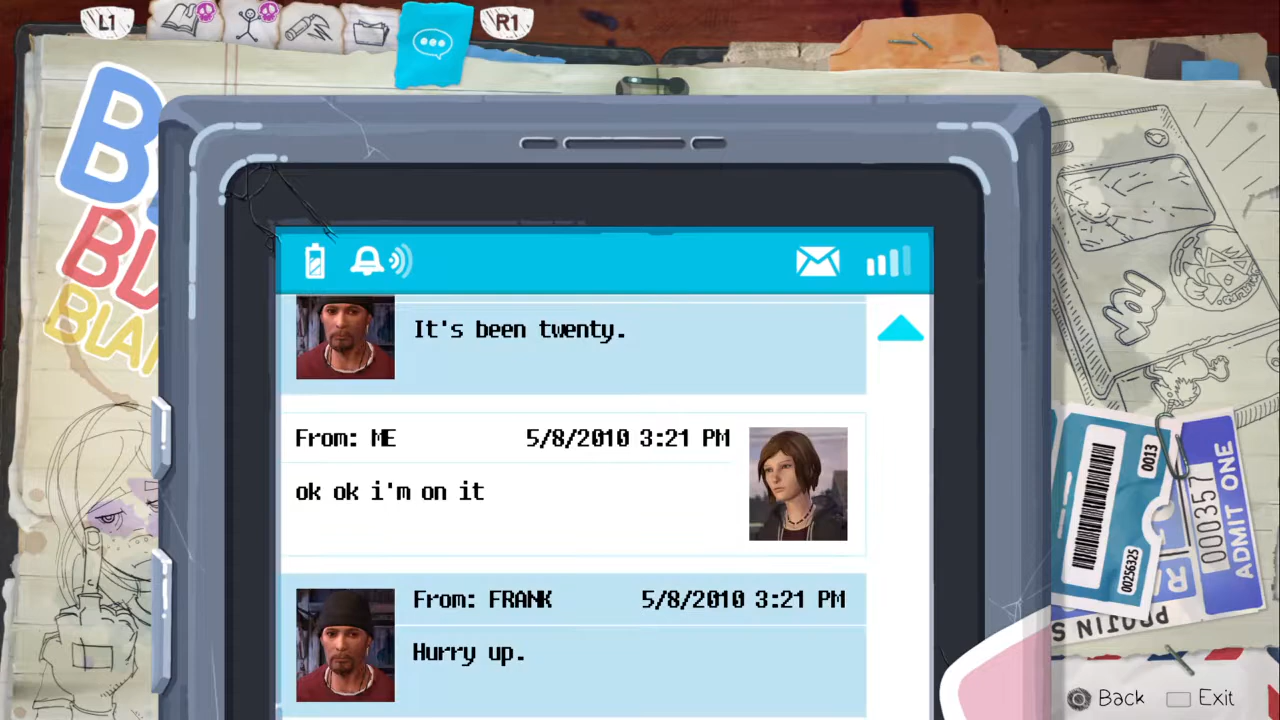 L1
R1
It's been twenty.
From: ME 5/8/2010 3:21 PM
ok ok i'm on it
From: FRANK 5/8/2010 3:21 PM
Hurry up.
0013
00256325
000357
ADMIT ONE
Back
Exit